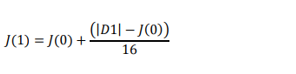 J(1) = J(0) + (|D1| − J(0)) / 16